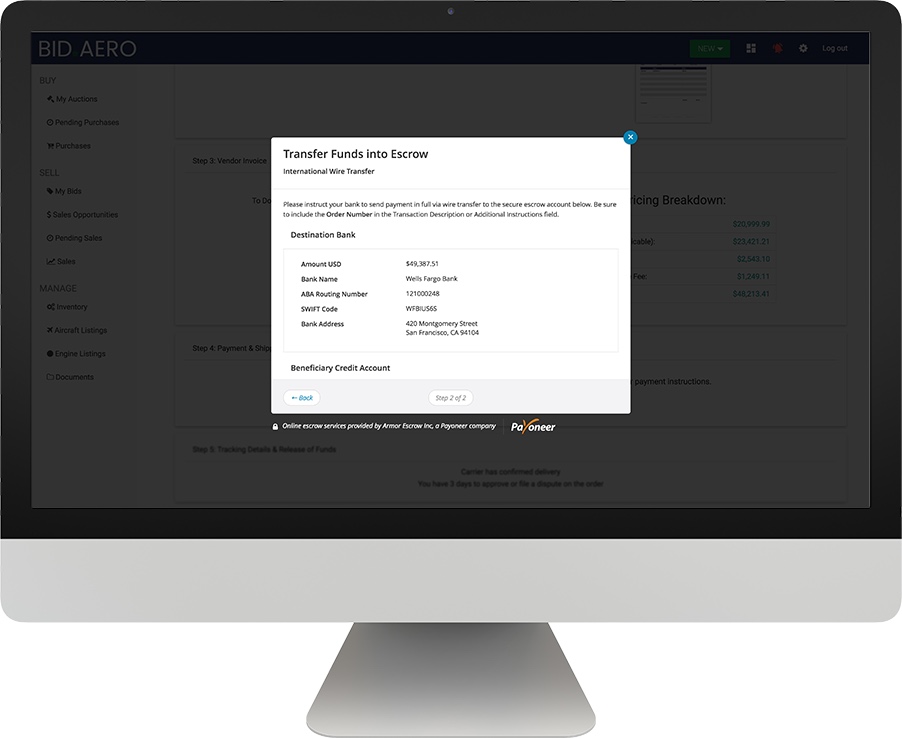 BID AERO
NEW
Log out
BUY
My Auctions
Pending Purchases
Purchases
SELL
My Bids
$ Sales Opportunities
Pending Sales
Sales
MANAGE
Inventory
Aircraft Listings
Engine Listings
Documents
Step 3: Vendor Invoice
To Do
ricing Breakdown:
$20,999.99
icable):
$23,421.21
$2,543.10
Fee:
$1,249.11
$48,213.41
Step 4: Payment & Ship
payment instructions.
Transfer Funds into Escrow
International Wire Transfer
Please instruct your bank to send payment in full via wire transfer to the secure escrow account below. Be sure
to include the Order Number in the Transaction Description or Additional Instructions field.
Destination Bank
Amount USD $49,387.51
Bank Name Wells Fargo Bank
ABA Routing Number 121000248
SWIFT Code WFBIUS6S
Bank Address 420 Montgomery Street
San Francisco, CA 94104
Beneficiary Credit Account
← Back
Step 2 of 2
Online escrow services provided by Armor Escrow Inc, a Payoneer company
Payoneer
Step 5: Tracking Details & Release of Funds
Carrier has confirmed delivery
You have 3 days to approve or file a dispute on the order